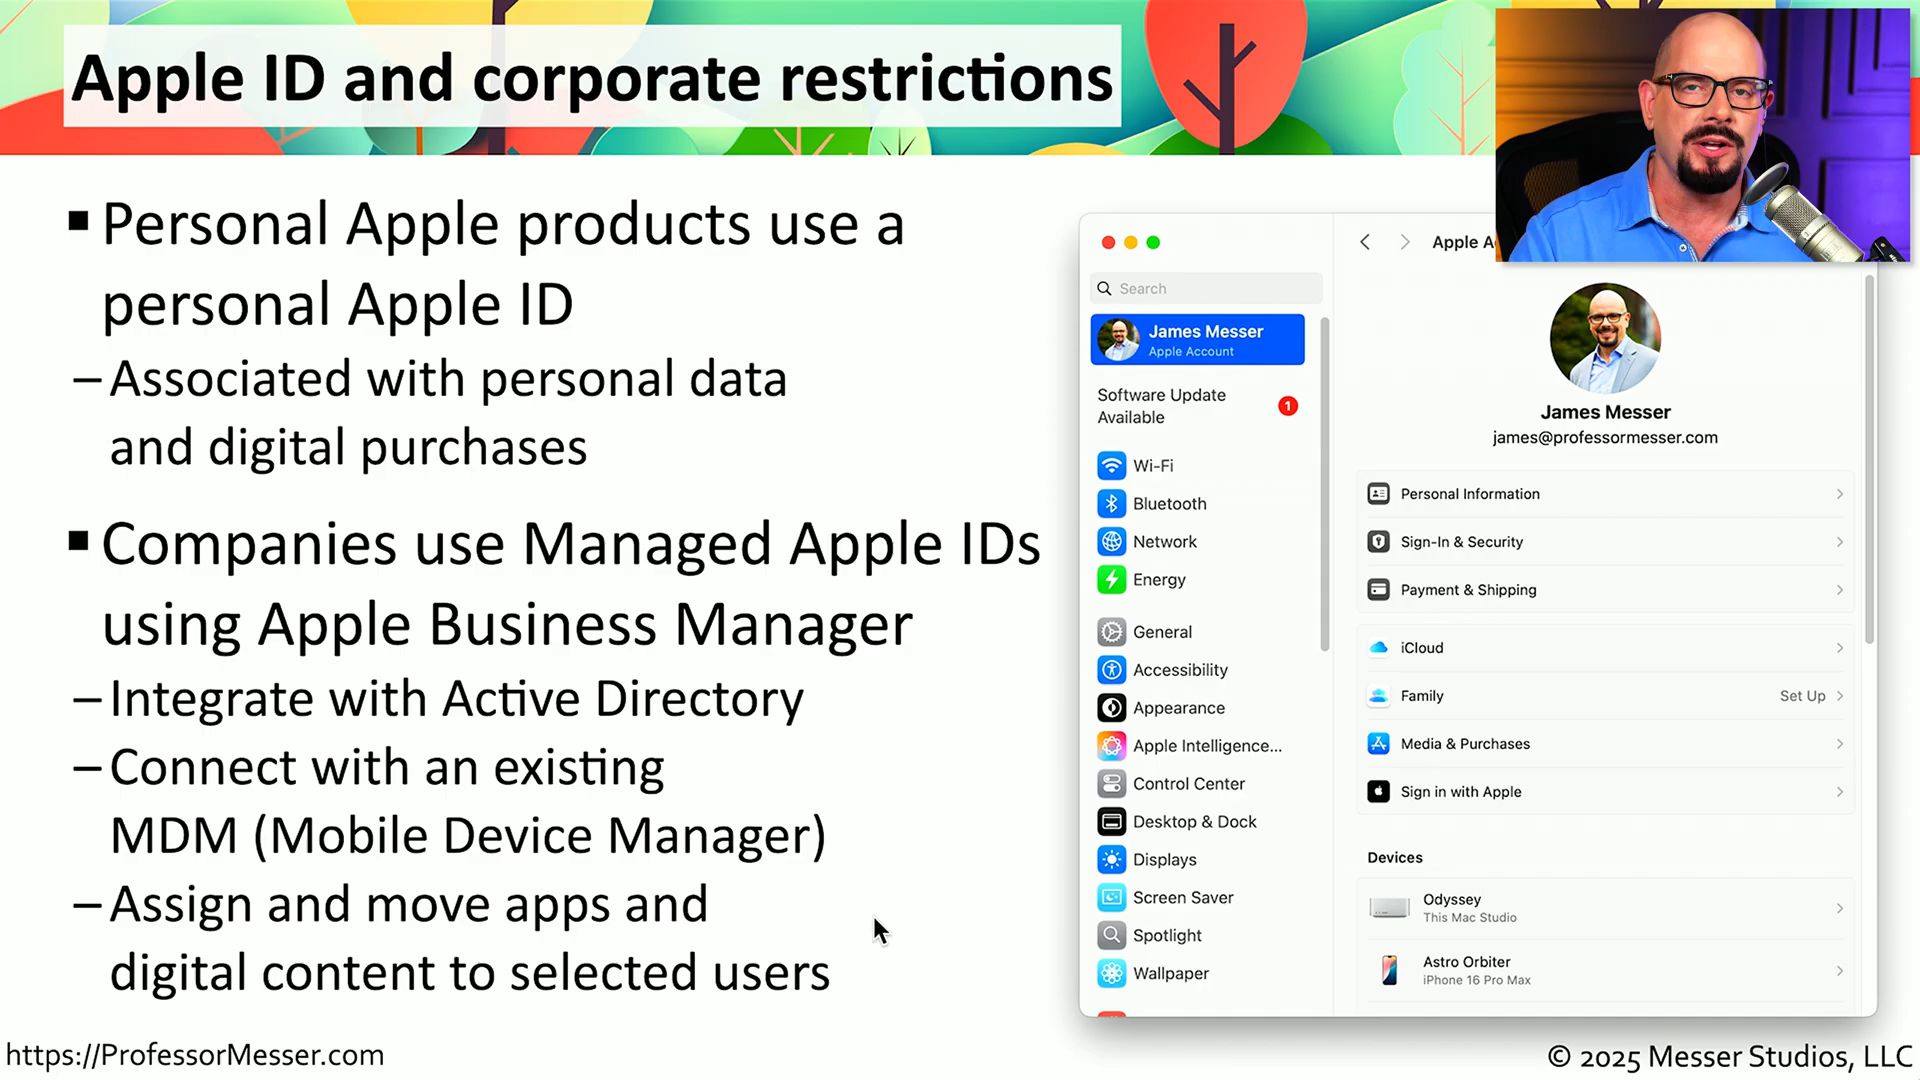 Apple ID and corporate restrictions
▪ Personal Apple products use a
personal Apple ID
– Associated with personal data
and digital purchases
▪ Companies use Managed Apple IDs
using Apple Business Manager
– Integrate with Active Directory
– Connect with an existing
MDM (Mobile Device Manager)
– Assign and move apps and
digital content to selected users
Search
James Messer
Apple Account
Software Update
Available
1
Wi-Fi
Bluetooth
Network
Energy
General
Accessibility
Appearance
Apple Intelligence...
Control Center
Desktop & Dock
Displays
Screen Saver
Spotlight
Wallpaper
Apple A
James Messer
james@professormesser.com
Personal Information
Sign-In & Security
Payment & Shipping
iCloud
Family
Set Up
Media & Purchases
Sign in with Apple
Devices
Odyssey
This Mac Studio
Astro Orbiter
iPhone 16 Pro Max
https://ProfessorMesser.com
© 2025 Messer Studios, LLC